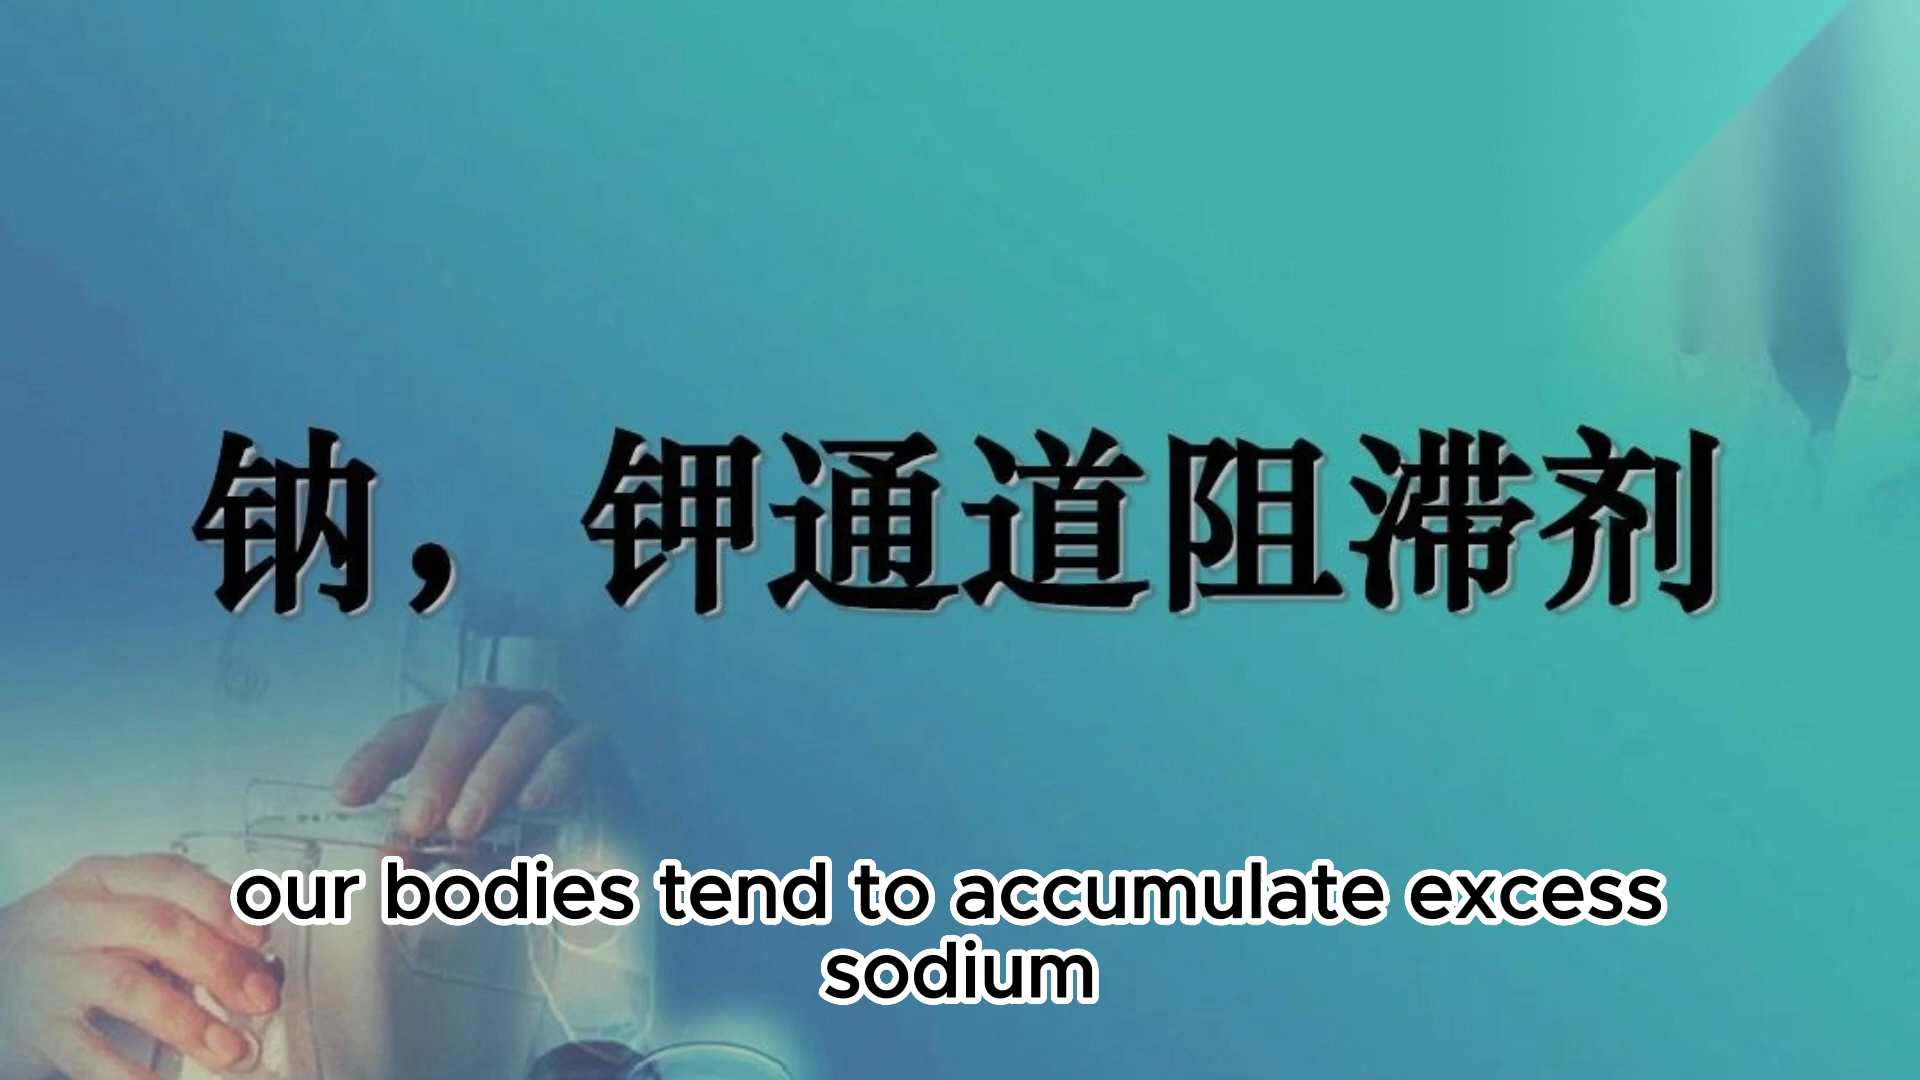 钠，钾通道阻滞剂
our bodies tend to accumulate excess
sodium